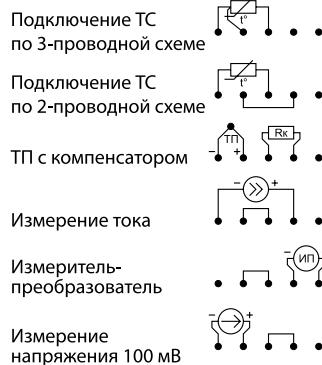 Подключение ТС
по 3-проводной схеме
t°
Подключение ТС
по 2-проводной схеме
t°
ТП с компенсатором
ТП
− +
Rк
Измерение тока
− +
Измеритель-
преобразователь
− ИП
Измерение
напряжения 100 мВ
− +